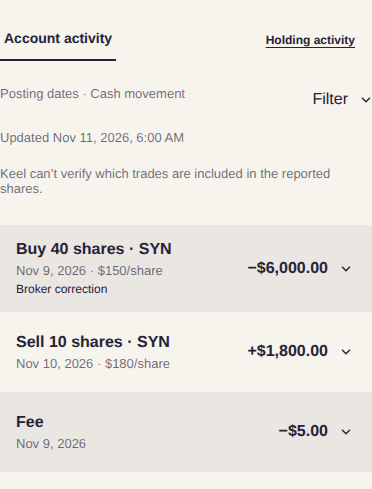 Account activity
Holding activity
Posting dates · Cash movement
Filter
Updated Nov 11, 2026, 6:00 AM
Keel can’t verify which trades are included in the reported
shares.
Buy 40 shares · SYN
Nov 9, 2026 · $150/share
−$6,000.00
Broker correction
Sell 10 shares · SYN
+$1,800.00
Nov 10, 2026 · $180/share
Fee
−$5.00
Nov 9, 2026